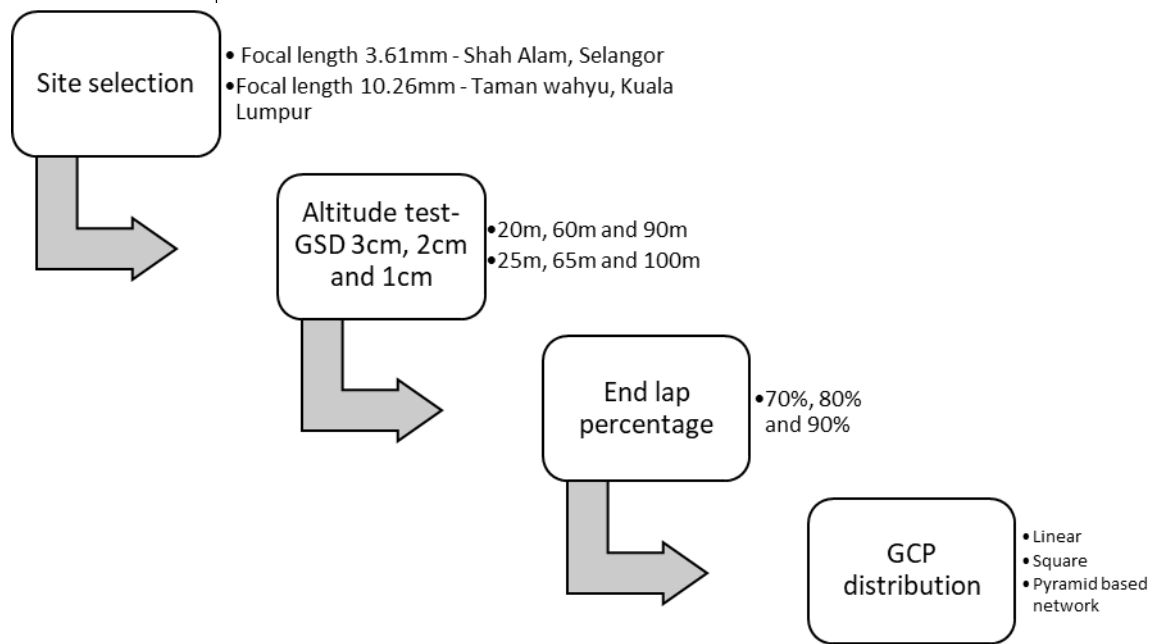 Site selection
• Focal length 3.61mm - Shah Alam, Selangor
•Focal length 10.26mm - Taman wahyu, Kuala
Lumpur
Altitude test-
GSD 3cm, 2cm
and 1cm
•20m, 60m and 90m
•25m, 65m and 100m
End lap
percentage
•70%, 80%
and 90%
GCP
distribution
•Linear
•Square
•Pyramid based
network